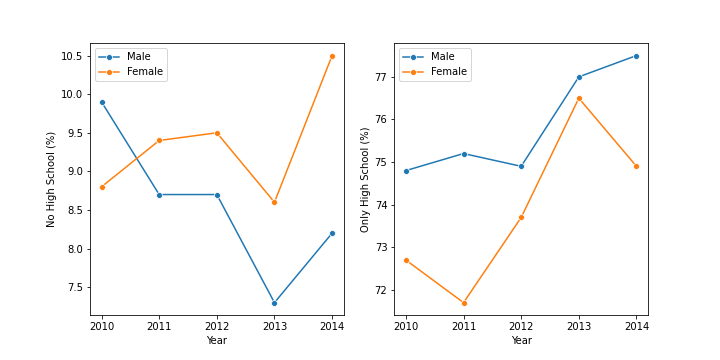 Male
Female
10.5
10.0
9.5
9.0
8.5
8.0
7.5
No High School (%)
2010 2011 2012 2013 2014
Year
Male
Female
77
76
75
74
73
72
Only High School (%)
2010 2011 2012 2013 2014
Year